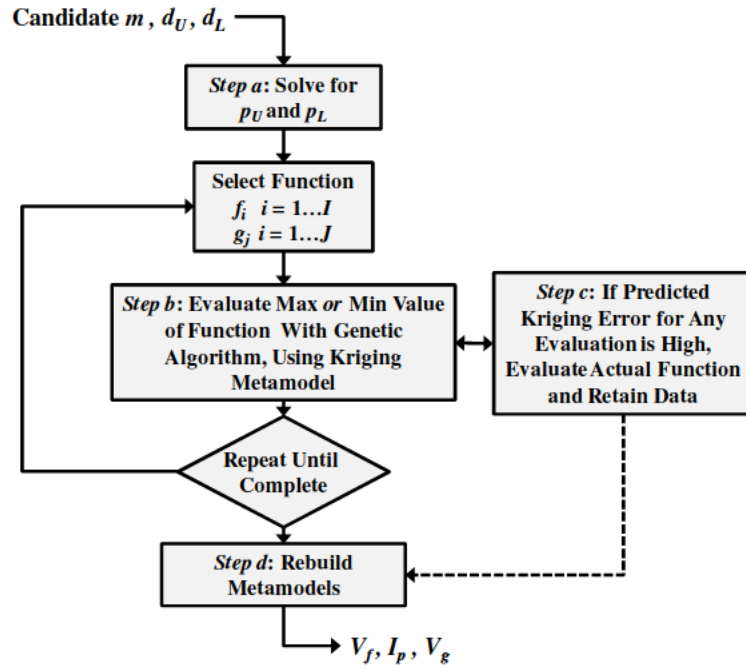 Candidate m , d_U, d_L
Step a: Solve for
p_U and p_L
Select Function
f_i i = 1…I
g_j i = 1…J
Step b: Evaluate Max or Min Value
of Function With Genetic
Algorithm, Using Kriging
Metamodel
Step c: If Predicted
Kriging Error for Any
Evaluation is High,
Evaluate Actual Function
and Retain Data
Repeat Until
Complete
Step d: Rebuild
Metamodels
V_f, I_p, V_g